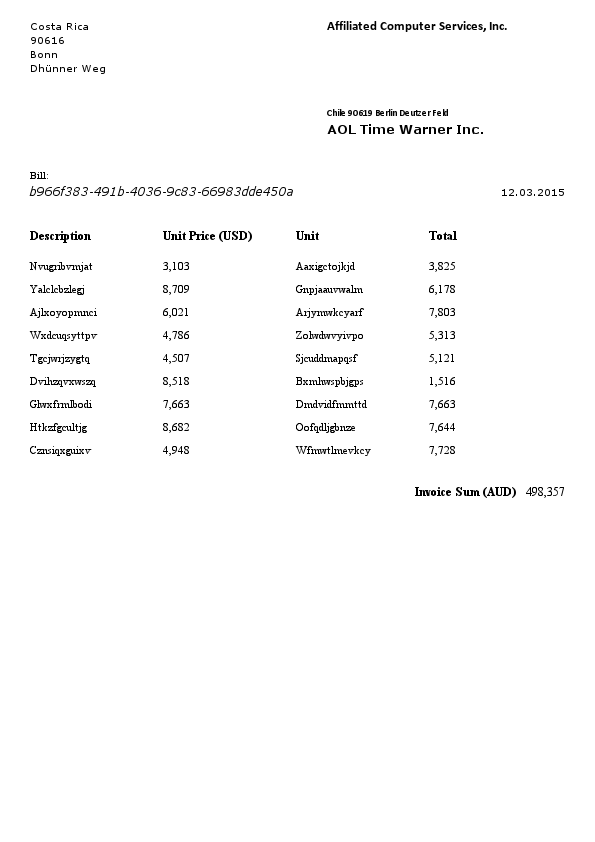 Costa Rica
90616
Bonn
Dhünner Weg
Affiliated Computer Services, Inc.
Chile 90619 Berlin Deutzer Feld
AOL Time Warner Inc.
Bill:
b966f383-491b-4036-9c83-66983dde450a 12.03.2015
Description Unit Price (USD) Unit Total
Nvugribvmjat 3,103 Aaxigctojkjd 3,825
Yalclcbzlegj 8,709 Gnpjaauvwalm 6,178
Ajlxoyopmnci 6,021 Arjymwkcyarf 7,803
Wxdcuqsyttpv 4,786 Zolwdwvyivpo 5,313
Tgcjwrjzygtq 4,507 Sjcuddmapqsf 5,121
Dvihzqvxwszq 8,518 Bxmhwspbjgps 1,516
Glwxfrmlbodi 7,663 Dmdvidfmmttd 7,663
Htkzfgcultjg 8,682 Oofqdljgbnze 7,644
Cznsiqxguixv 4,948 Wfmwtlmevkcy 7,728
Invoice Sum (AUD) 498,357